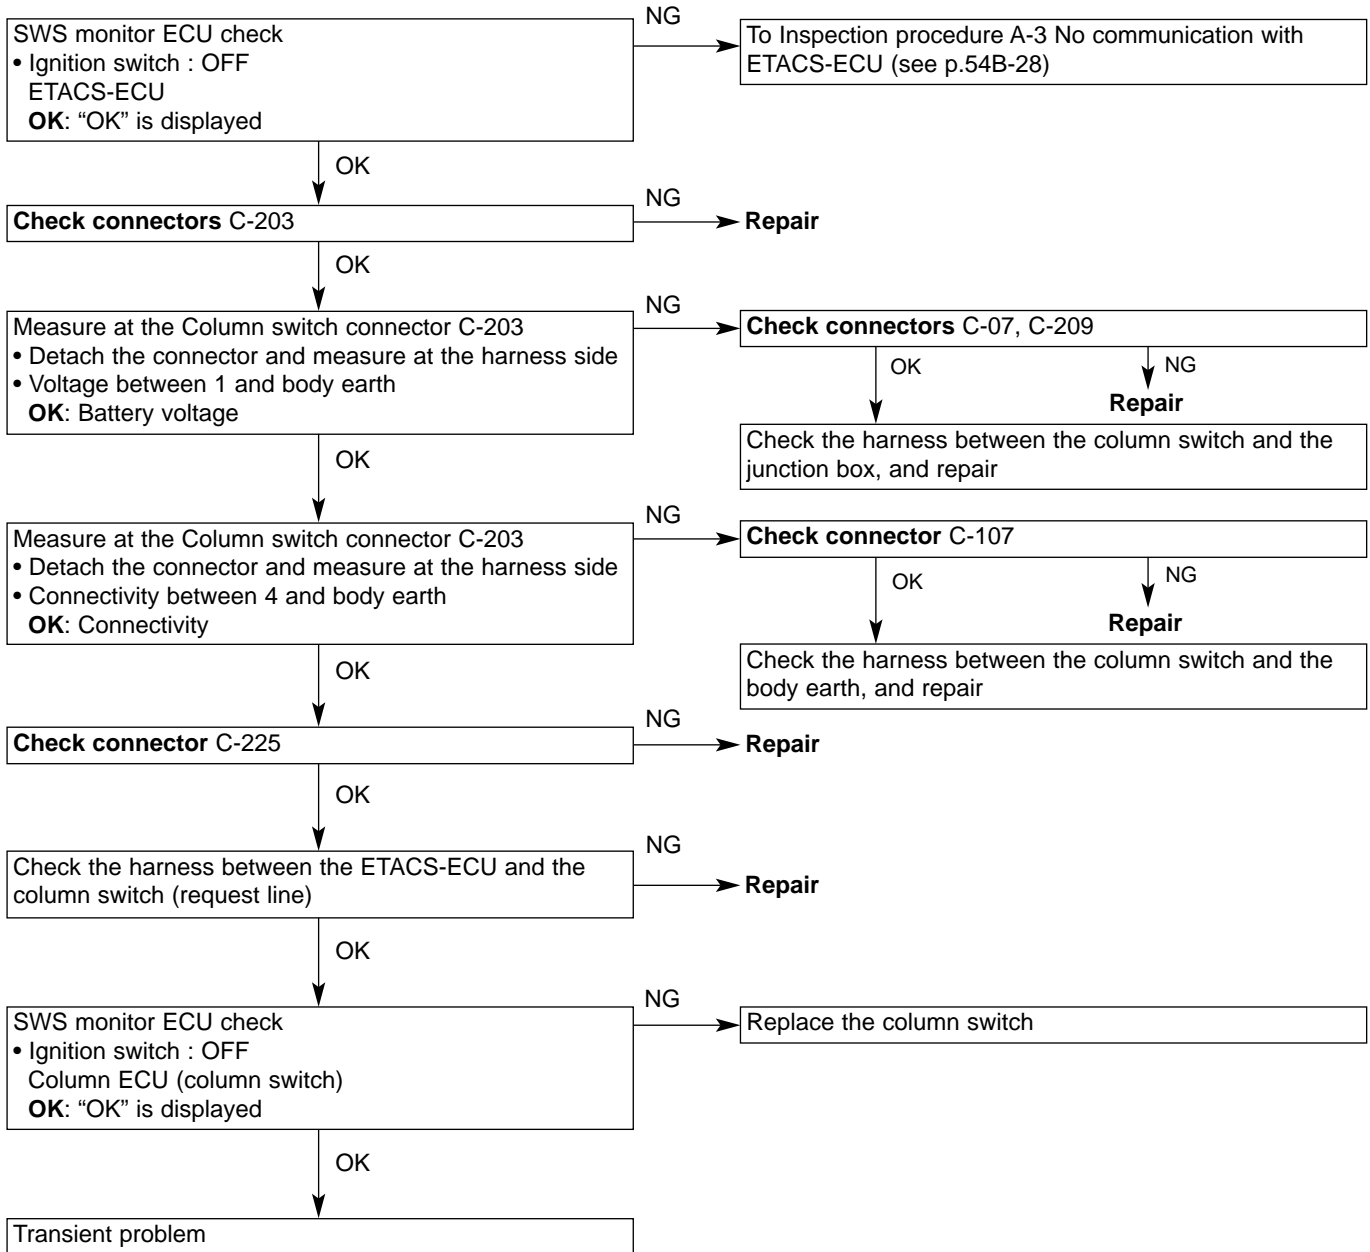 SWS monitor ECU check
• Ignition switch : OFF
ETACS-ECU
OK: “OK” is displayed
NG
To Inspection procedure A-3 No communication with
ETACS-ECU (see p.54B-28)
OK
Check connectors C-203
NG
Repair
OK
Measure at the Column switch connector C-203
• Detach the connector and measure at the harness side
• Voltage between 1 and body earth
OK: Battery voltage
NG
Check connectors C-07, C-209
OK
NG
Repair
Check the harness between the column switch and the
junction box, and repair
OK
Measure at the Column switch connector C-203
• Detach the connector and measure at the harness side
• Connectivity between 4 and body earth
OK: Connectivity
NG
Check connector C-107
OK
NG
Repair
Check the harness between the column switch and the
body earth, and repair
OK
Check connector C-225
NG
Repair
OK
Check the harness between the ETACS-ECU and the
column switch (request line)
NG
Repair
OK
SWS monitor ECU check
• Ignition switch : OFF
Column ECU (column switch)
OK: “OK” is displayed
NG
Replace the column switch
OK
Transient problem